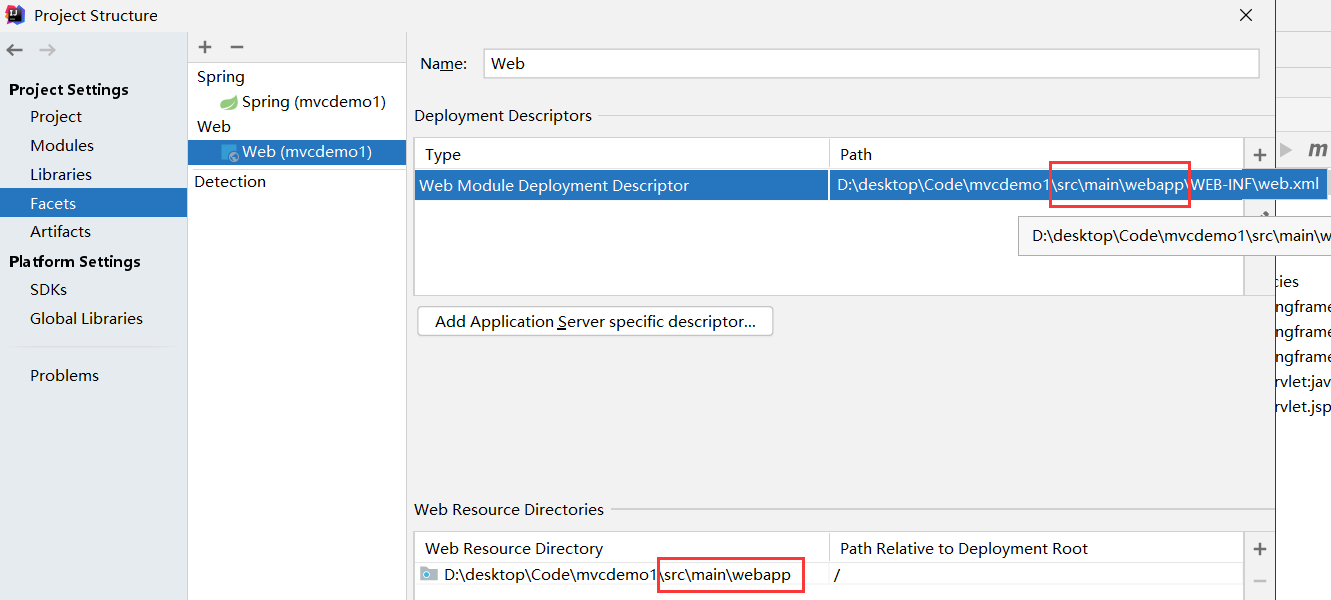 Project Structure
Project Settings
Project
Modules
Libraries
Facets
Artifacts
Platform Settings
SDKs
Global Libraries
Problems
Spring
Spring (mvcdemo1)
Web
Web (mvcdemo1)
Detection
Name: Web
Deployment Descriptors
Type Path
Web Module Deployment Descriptor D:\desktop\Code\mvcdemo1\src\main\webapp\WEB-INF\web.xml
D:\desktop\Code\mvcdemo1\src\main\w
Add Application Server specific descriptor...
Web Resource Directories
Web Resource Directory Path Relative to Deployment Root
D:\desktop\Code\mvcdemo1\src\main\webapp /
m
cies
ngframe
ngframe
ngframe
rvlet:jav
rvlet.jsp